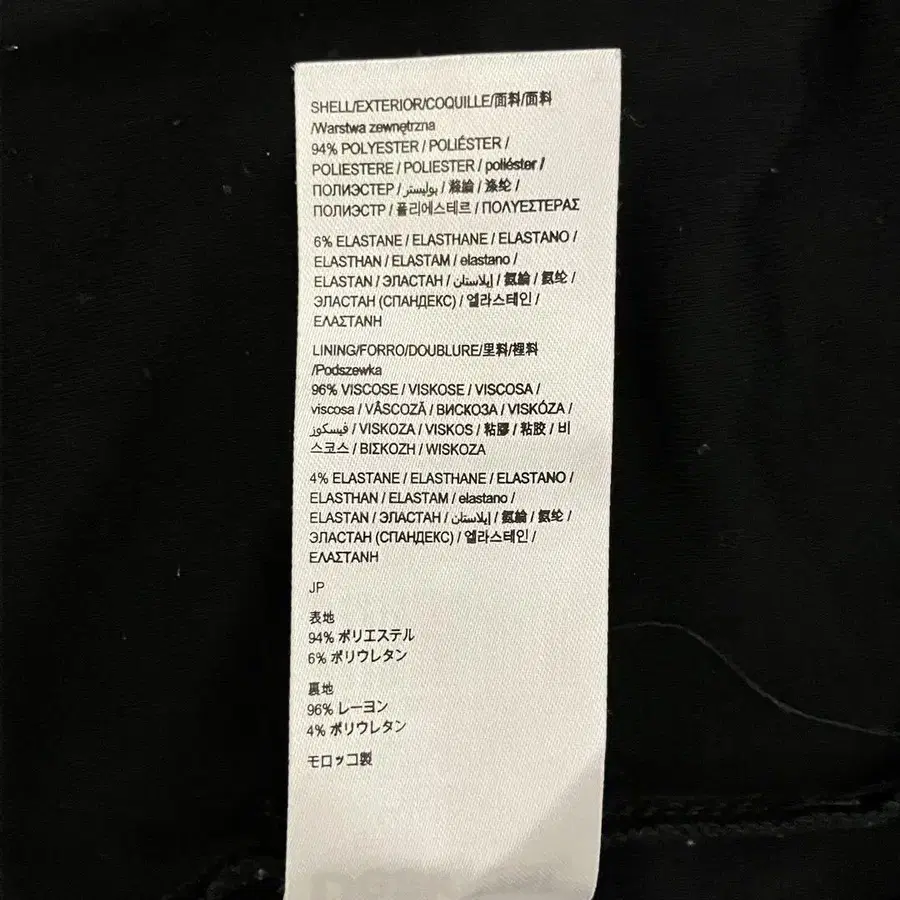 SHELL/EXTERIOR/COQUILLE/面料/面料
/Warstwa zewnętrzna
94% POLYESTER / POLIÉSTER /
POLIESTERE / POLIESTER / poliéster /
ПОЛИЭСТЕР / بوليستر / 滌綸 / 涤纶 /
ПОЛИЭСТР / 폴리에스테르 / ΠΟΛΥΕΣΤΕΡΑΣ
6% ELASTANE / ELASTHANE / ELASTANO /
ELASTHAN / ELASTAM / elastano /
ELASTAN / ЭЛАСТАН / إيلاستان / 氨綸 / 氨纶 /
ЭЛАСТАН (СПАНДЕКС) / 엘라스테인 /
ΕΛΑΣΤΑΝΗ
LINING/FORRO/DOUBLURE/里料/裡料
/Podszewka
96% VISCOSE / VISKOSE / VISCOSA /
viscosa / VÂSCOZĂ / ВИСКОЗА / VISKÓZA /
فيسكوز / VISKOZA / VISKOS / 粘膠 / 粘胶 / 비
스코스 / ΒΙΣΚΟΖΗ / WISKOZA
4% ELASTANE / ELASTHANE / ELASTANO /
ELASTHAN / ELASTAM / elastano /
ELASTAN / ЭЛАСТАН / إيلاستان / 氨綸 / 氨纶 /
ЭЛАСТАН (СПАНДЕКС) / 엘라스테인 /
ΕΛΑΣΤΑΝΗ
JP
表地
94% ポリエステル
6% ポリウレタン
裏地
96% レーヨン
4% ポリウレタン
モロッコ製